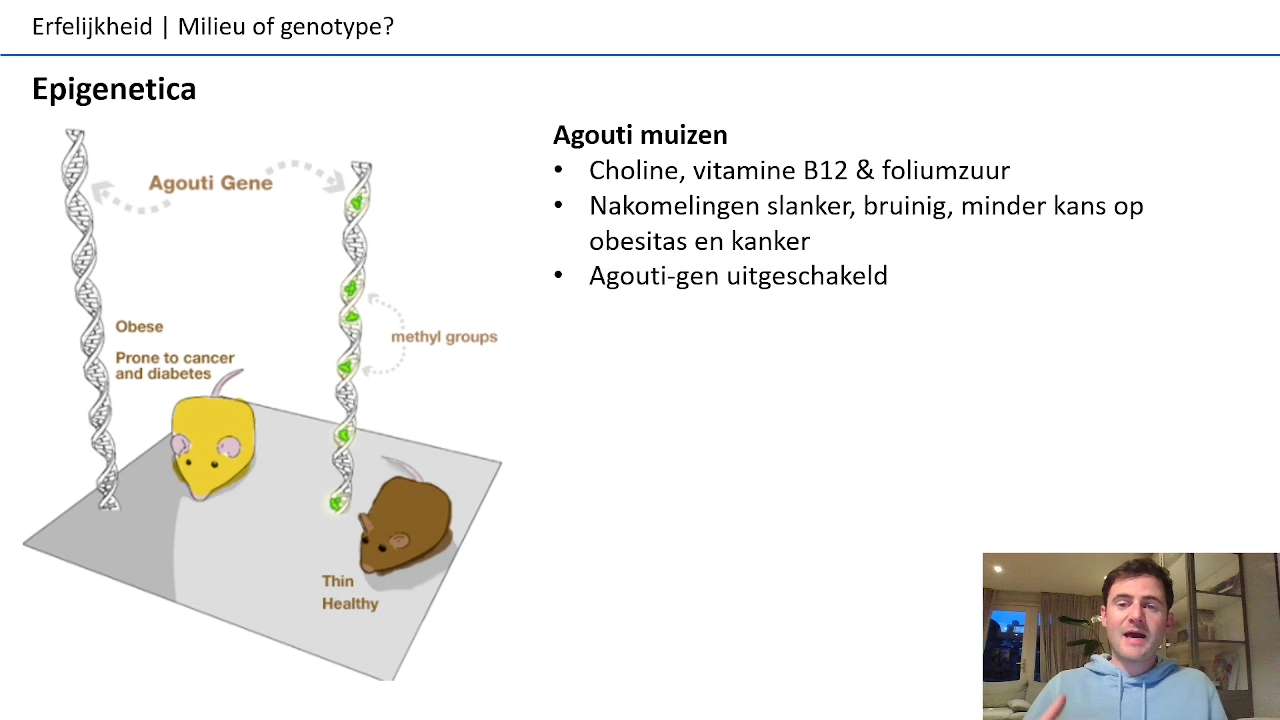 Erfelijkheid | Milieu of genotype?
Epigenetica
Agouti Gene
Obese
Prone to cancer
and diabetes
methyl groups
Thin
Healthy
Agouti muizen
• Choline, vitamine B12 & foliumzuur
• Nakomelingen slanker, bruinig, minder kans op
obesitas en kanker
• Agouti-gen uitgeschakeld